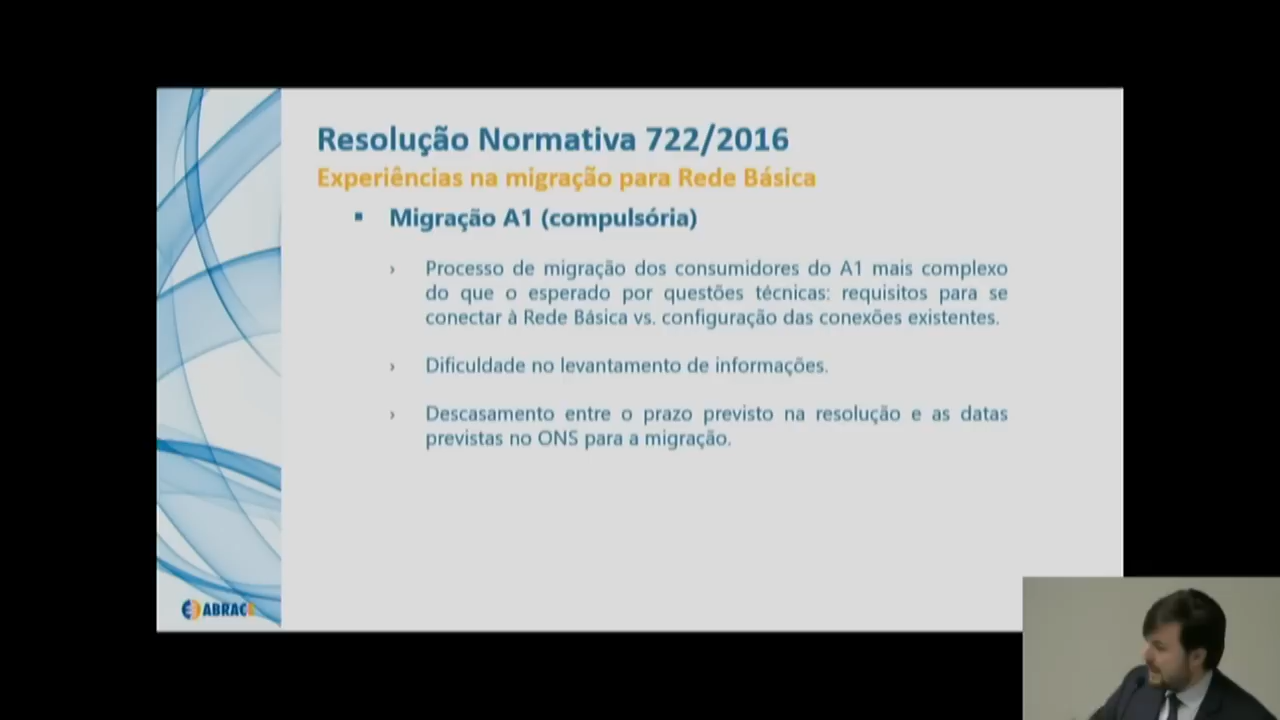 Resolução Normativa 722/2016
Experiências na migração para Rede Básica
▪ Migração A1 (compulsória)
› Processo de migração dos consumidores do A1 mais complexo
do que o esperado por questões técnicas: requisitos para se
conectar à Rede Básica vs. configuração das conexões existentes.
› Dificuldade no levantamento de informações.
› Descasamento entre o prazo previsto na resolução e as datas
previstas no ONS para a migração.
ABRACE